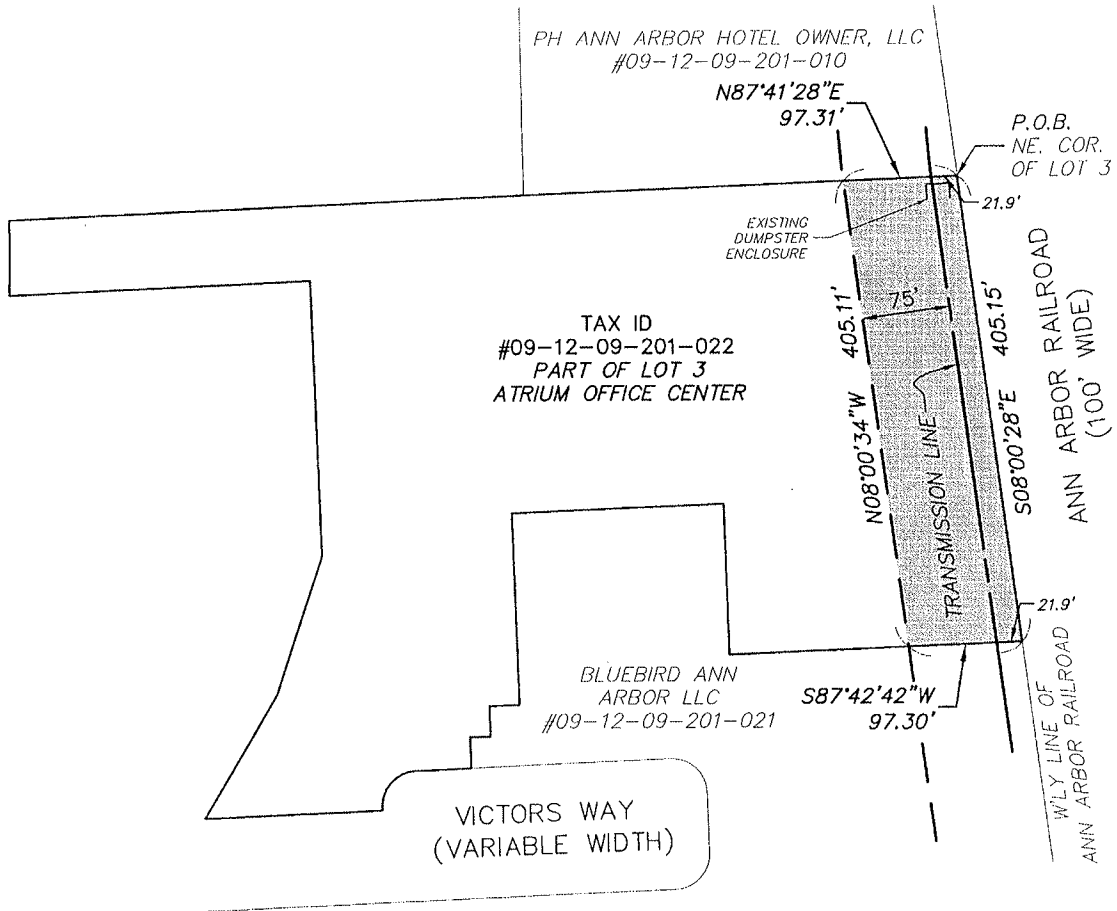 PH ANN ARBOR HOTEL OWNER, LLC
#09-12-09-201-010
N87°41'28"E
97.31'
P.O.B.
NE. COR.
OF LOT 3
21.9'
EXISTING
DUMPSTER
ENCLOSURE
TAX ID
#09-12-09-201-022
PART OF LOT 3
ATRIUM OFFICE CENTER
75'
N08°00'34"W 405.11'
TRANSMISSION LINE
S08°00'28"E 405.15'
ANN ARBOR RAILROAD
(100' WIDE)
21.9'
BLUEBIRD ANN
ARBOR LLC
#09-12-09-201-021
S87°42'42"W
97.30'
W'LY LINE OF
ANN ARBOR RAILROAD
VICTORS WAY
(VARIABLE WIDTH)